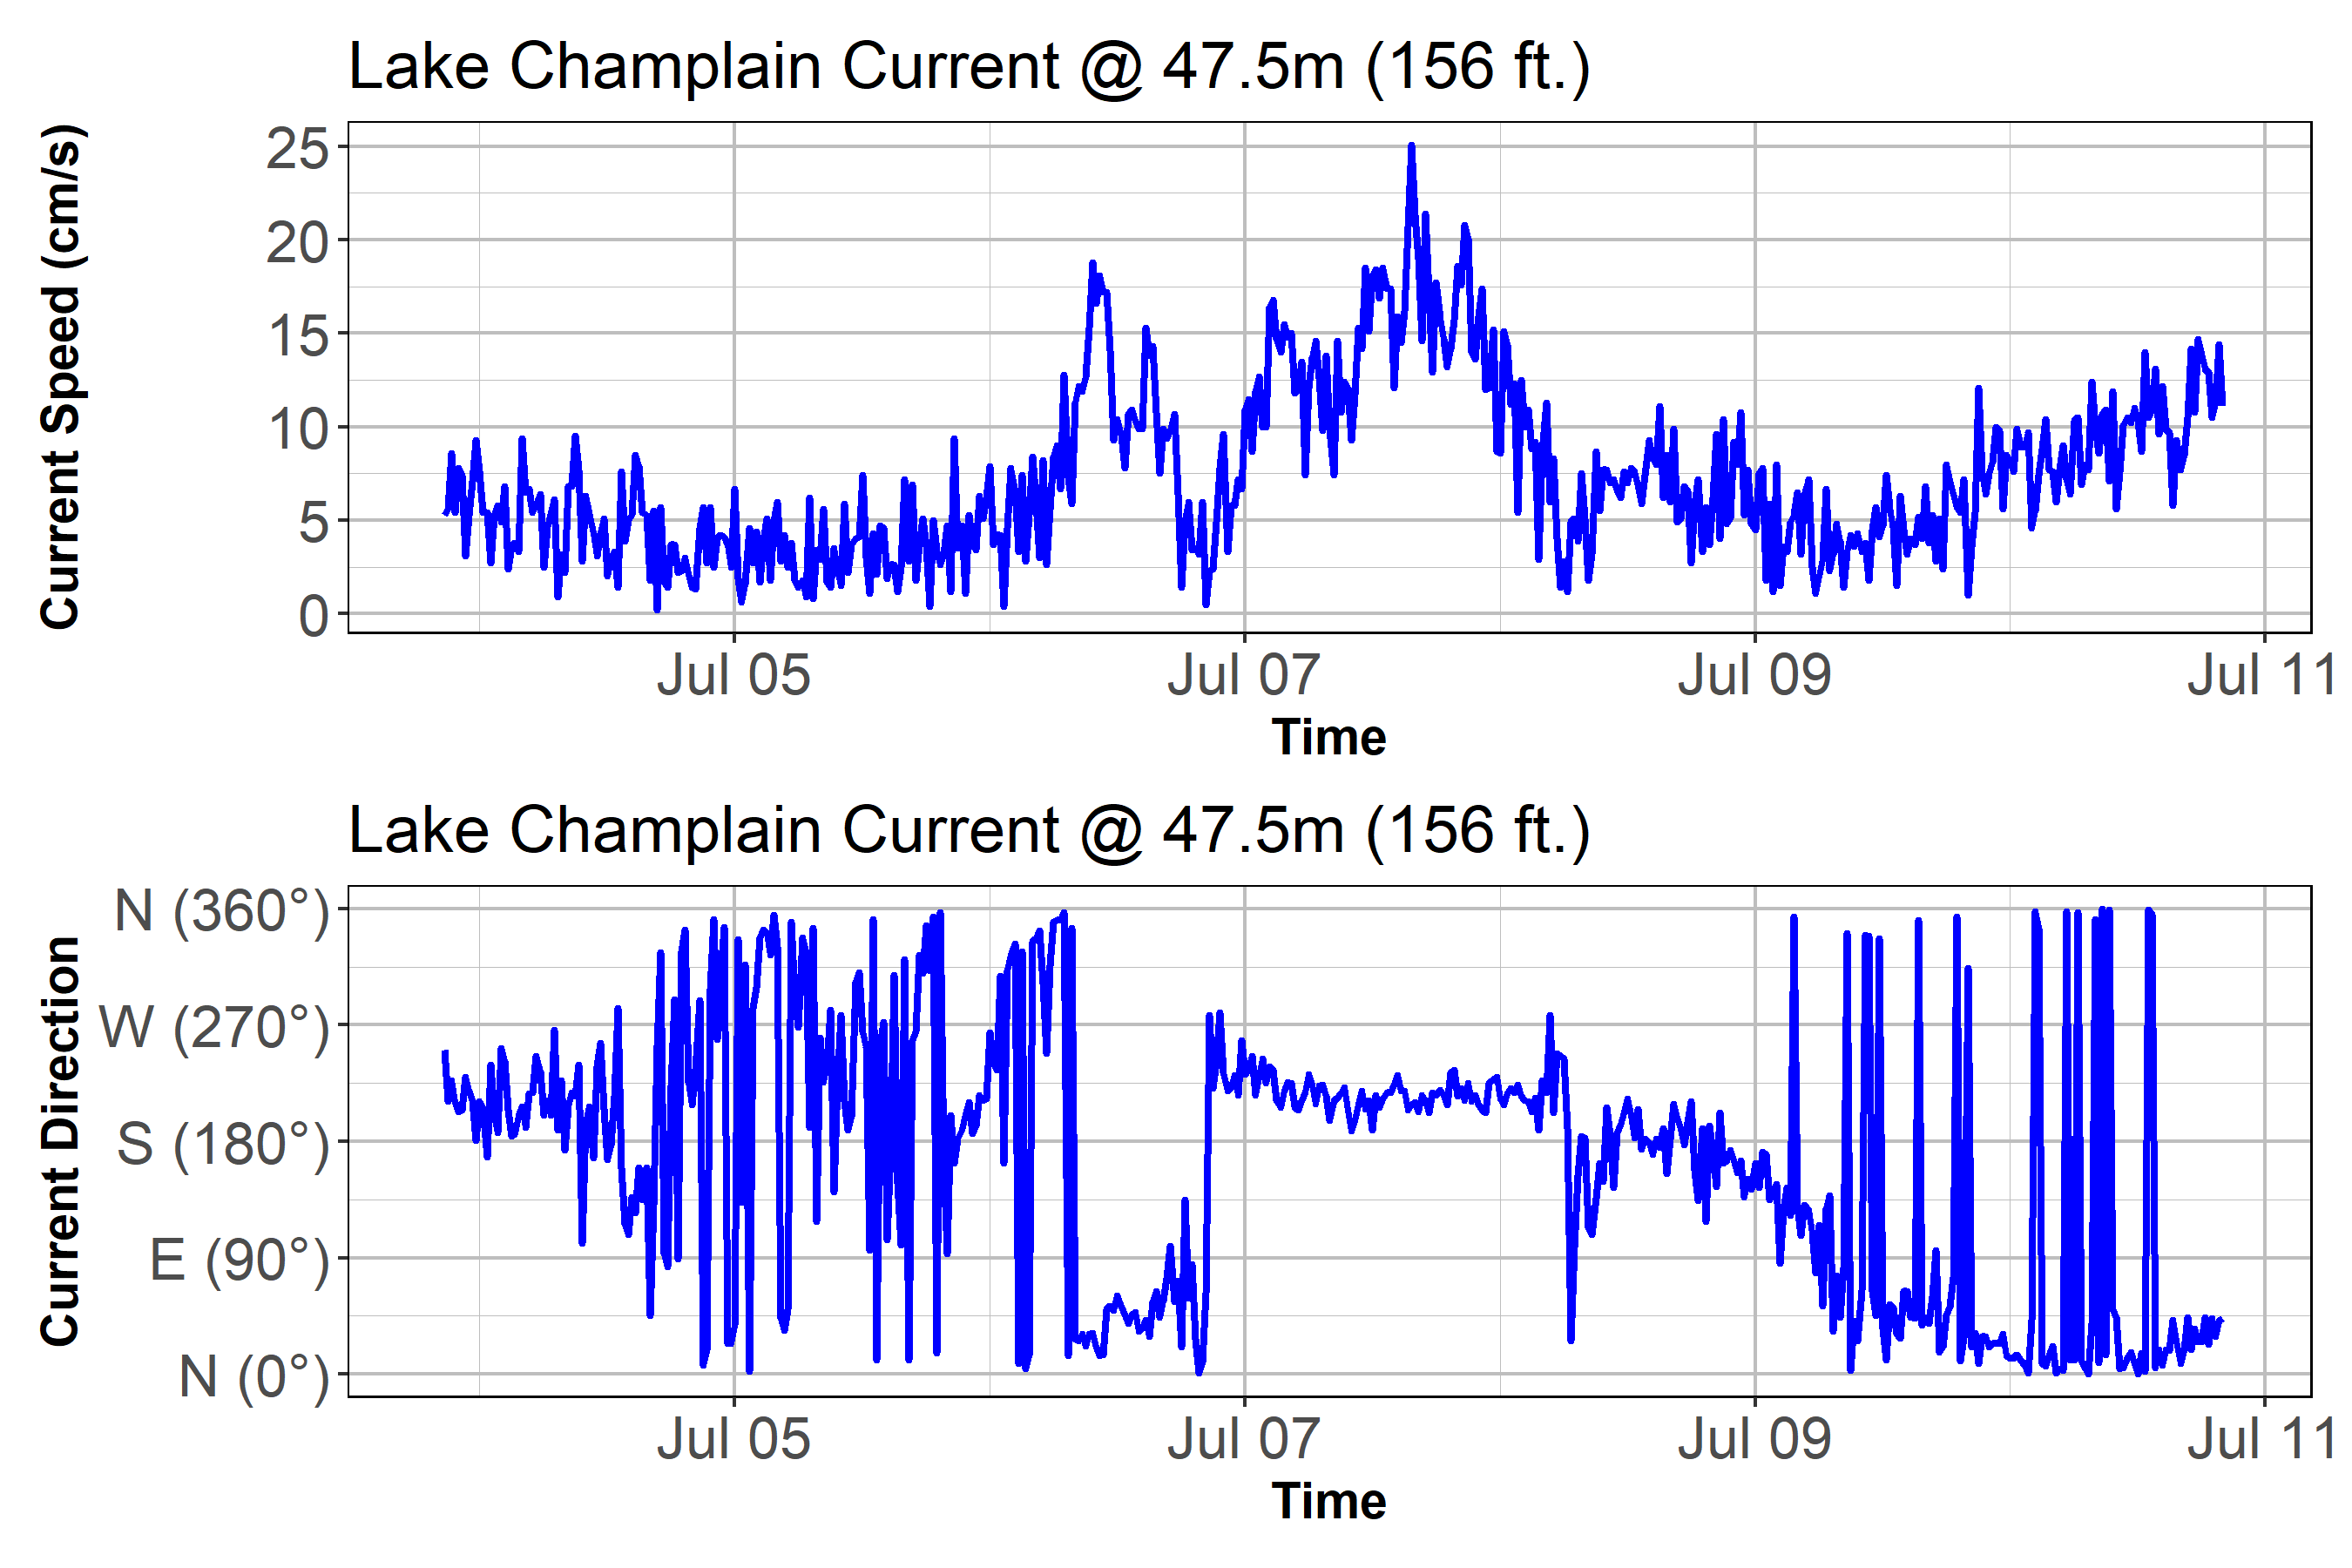 Lake Champlain Current @ 47.5m (156 ft.)
Current Speed (cm/s)
25
20
15
10
5
0
Jul 05 Jul 07 Jul 09 Jul 11
Time
Lake Champlain Current @ 47.5m (156 ft.)
Current Direction
N (360°)
W (270°)
S (180°)
E (90°)
N (0°)
Jul 05 Jul 07 Jul 09 Jul 11
Time